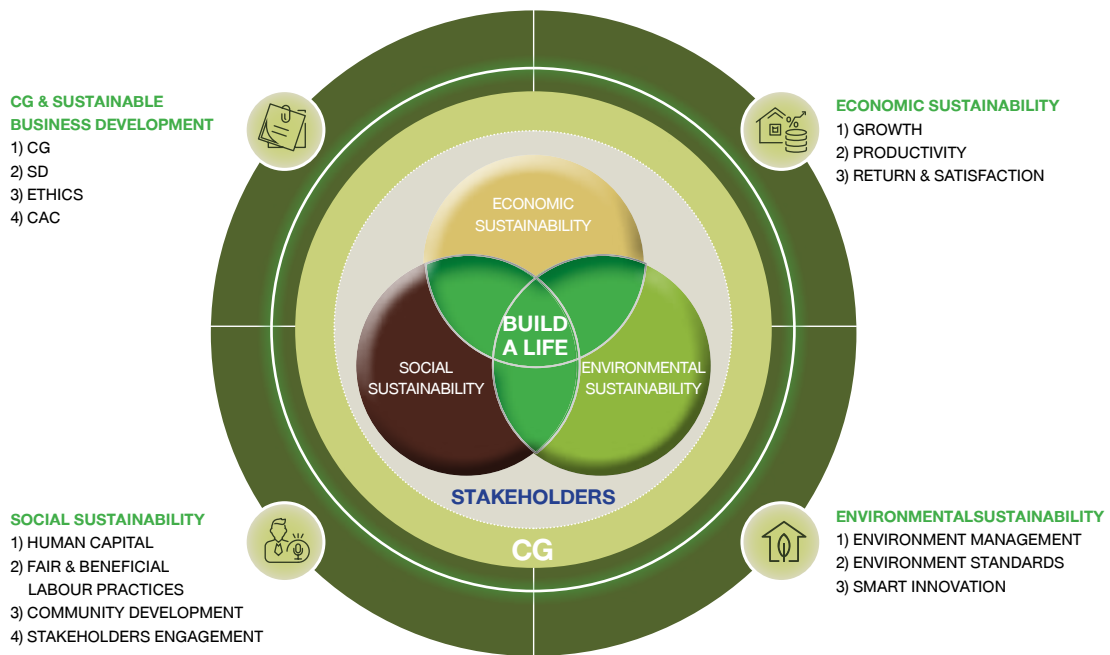 CG & SUSTAINABLE
BUSINESS DEVELOPMENT
1) CG
2) SD
3) ETHICS
4) CAC
ECONOMIC SUSTAINABILITY
1) GROWTH
2) PRODUCTIVITY
3) RETURN & SATISFACTION
ECONOMIC
SUSTAINABILITY
BUILD
A LIFE
SOCIAL
SUSTAINABILITY
ENVIRONMENTAL
SUSTAINABILITY
STAKEHOLDERS
CG
SOCIAL SUSTAINABILITY
1) HUMAN CAPITAL
2) FAIR & BENEFICIAL
LABOUR PRACTICES
3) COMMUNITY DEVELOPMENT
4) STAKEHOLDERS ENGAGEMENT
ENVIRONMENTALSUSTAINABILITY
1) ENVIRONMENT MANAGEMENT
2) ENVIRONMENT STANDARDS
3) SMART INNOVATION